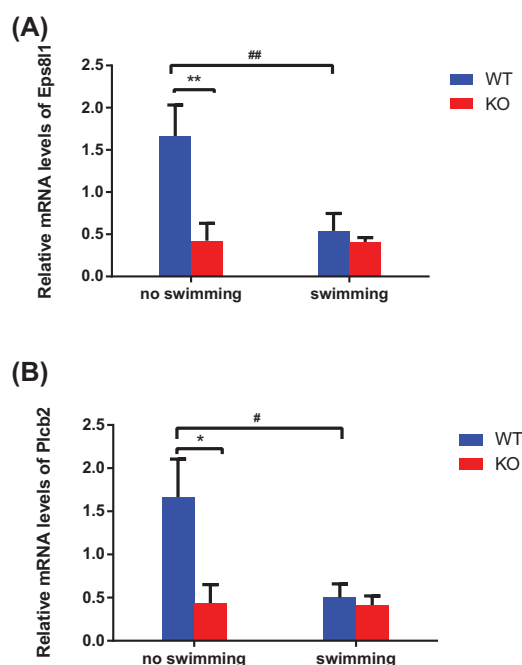 (A)
Relative mRNA levels of Eps8l1
2.5
2.0
1.5
1.0
0.5
0.0
##
**
WT
KO
no swimming
swimming
(B)
Relative mRNA levels of Plcb2
2.5
2.0
1.5
1.0
0.5
0.0
#
*
WT
KO
no swimming
swimming